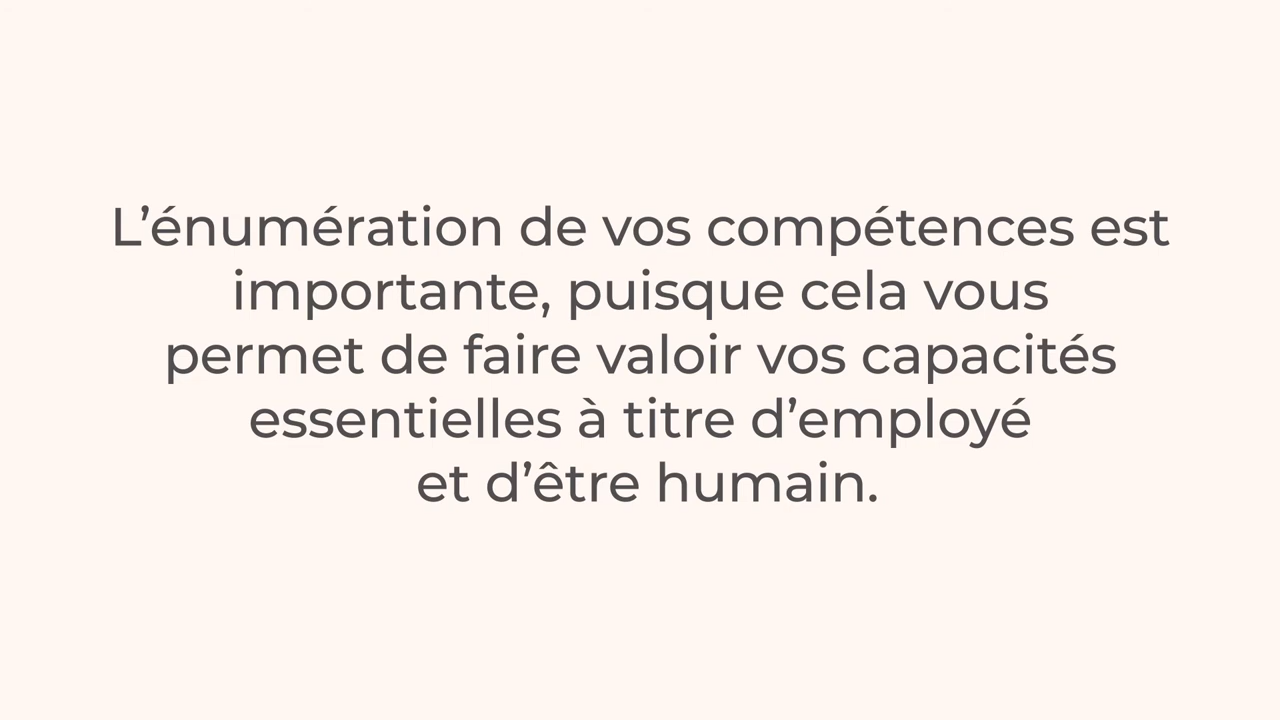 L’énumération de vos compétences est
importante, puisque cela vous
permet de faire valoir vos capacités
essentielles à titre d’employé
et d’être humain.